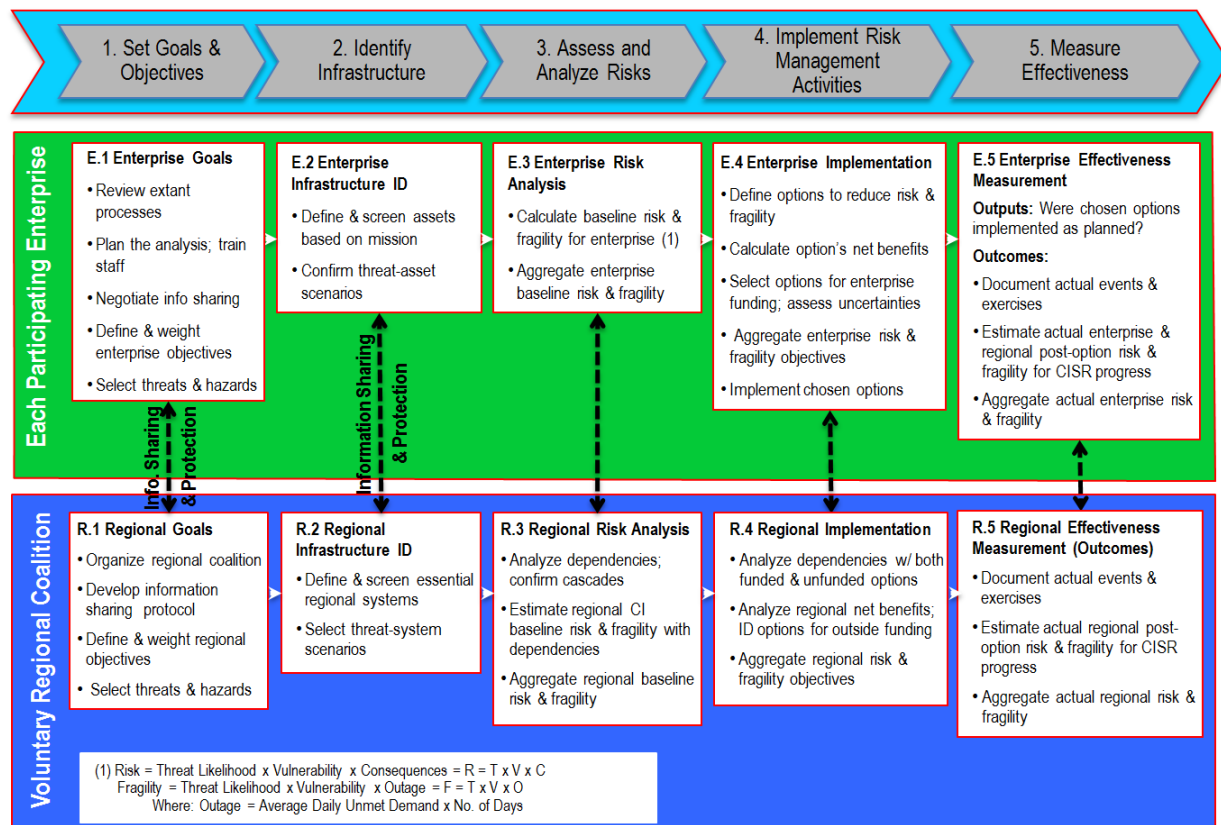 1. Set Goals &
Objectives
2. Identify
Infrastructure
3. Assess and
Analyze Risks
4. Implement Risk
Management
Activities
5. Measure
Effectiveness
Each Participating Enterprise
E.1 Enterprise Goals
• Review extant
processes
• Plan the analysis; train
staff
• Negotiate info sharing
• Define & weight
enterprise objectives
• Select threats & hazards
E.2 Enterprise
Infrastructure ID
• Define & screen assets
based on mission
• Confirm threat-asset
scenarios
E.3 Enterprise Risk
Analysis
• Calculate baseline risk &
fragility for enterprise (1)
• Aggregate enterprise
baseline risk & fragility
E.4 Enterprise Implementation
• Define options to reduce risk &
fragility
• Calculate option's net benefits
• Select options for enterprise
funding; assess uncertainties
• Aggregate enterprise risk
& fragility objectives
• Implement chosen options
E.5 Enterprise Effectiveness
Measurement
Outputs: Were chosen options
implemented as planned?
Outcomes:
• Document actual events &
exercises
• Estimate actual enterprise &
regional post-option risk &
fragility for CISR progress
• Aggregate actual enterprise risk
& fragility
Info. Sharing
& Protection
Information Sharing
& Protection
Voluntary Regional Coalition
R.1 Regional Goals
• Organize regional coalition
• Develop information
sharing protocol
• Define & weight regional
objectives
• Select threats & hazards
R.2 Regional
Infrastructure ID
• Define & screen essential
regional systems
• Select threat-system
scenarios
R.3 Regional Risk Analysis
• Analyze dependencies;
confirm cascades
• Estimate regional CI
baseline risk & fragility with
dependencies
• Aggregate regional baseline
risk & fragility
R.4 Regional Implementation
• Analyze dependencies w/ both
funded & unfunded options
• Analyze regional net benefits;
ID options for outside funding
• Aggregate regional risk &
fragility objectives
R.5 Regional Effectiveness
Measurement (Outcomes)
• Document actual events &
exercises
• Estimate actual regional post-
option risk & fragility for CISR
progress
• Aggregate actual regional risk &
fragility
(1) Risk = Threat Likelihood x Vulnerability x Consequences = R = T x V x C
Fragility = Threat Likelihood x Vulnerability x Outage = F = T x V x O
Where: Outage = Average Daily Unmet Demand x No. of Days